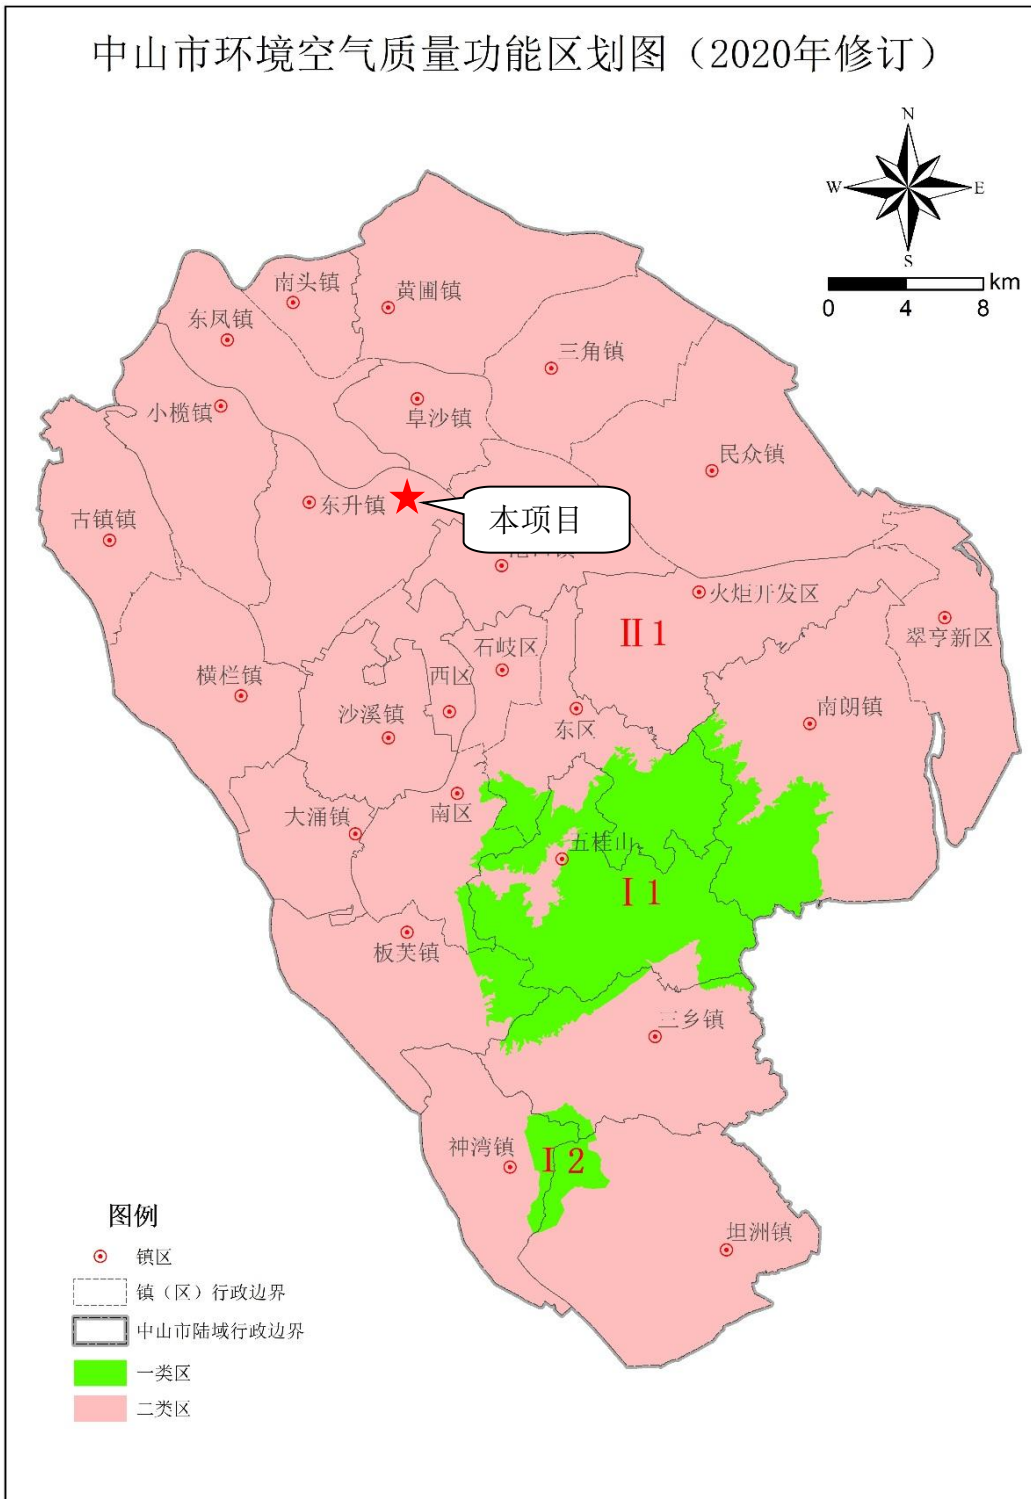 中山市环境空气质量功能区划图（2020年修订）
N
W
E
S
km
0
4
8
南头镇
黄圃镇
东凤镇
三角镇
小榄镇
阜沙镇
民众镇
东升镇
本项目
古镇镇
火炬开发区
翠亨新区
石岐区
Ⅱ1
西区
横栏镇
沙溪镇
东区
南朗镇
大涌镇
南区
五桂山
Ⅰ1
板芙镇
三乡镇
神湾镇
Ⅰ2
坦洲镇
图例
镇区
镇（区）行政边界
中山市陆域行政边界
一类区
二类区